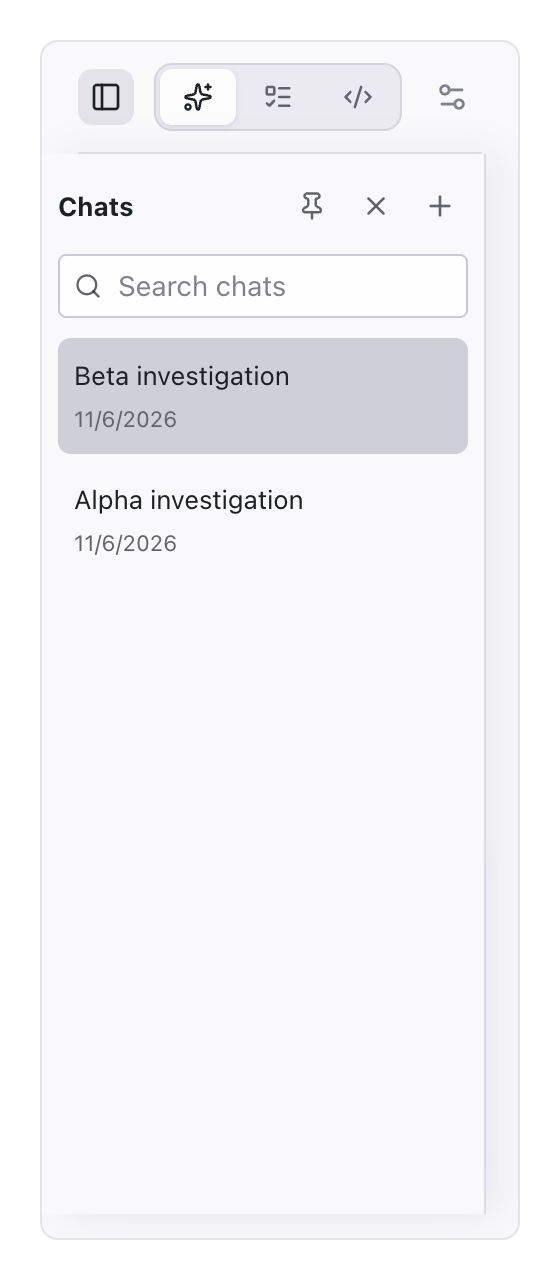 Chats
Search chats
Beta investigation
11/6/2026
Alpha investigation
11/6/2026